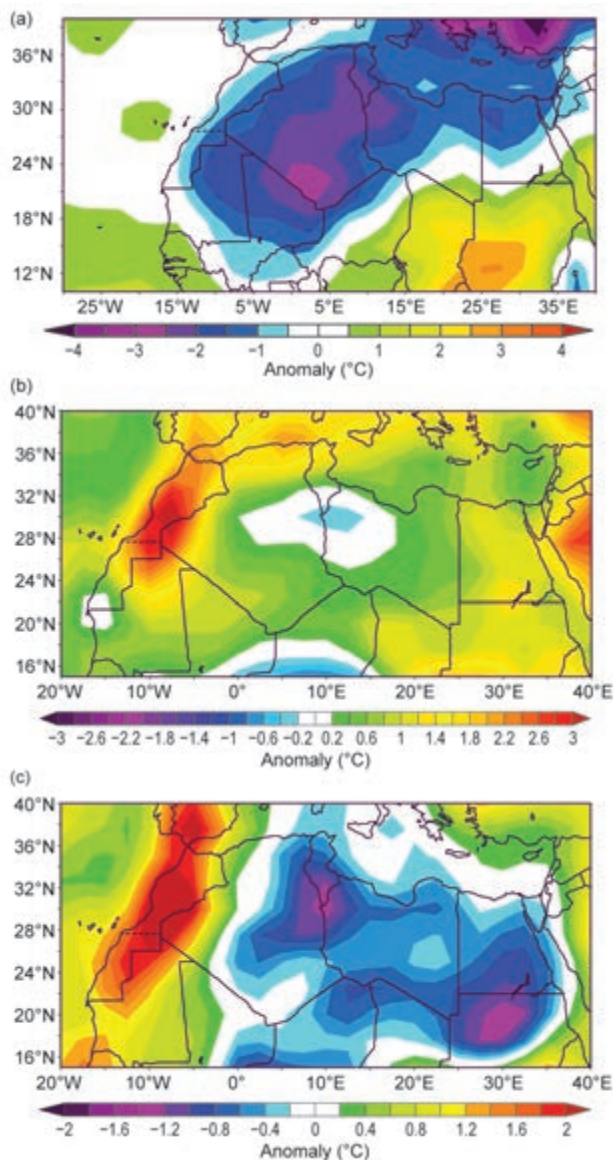 (a)
36°N
30°N
24°N
18°N
12°N
25°W 15°W 5°W 5°E 15°E 25°E 35°E
−4 −3 −2 −1 0 1 2 3 4
Anomaly (°C)
(b)
40°N
36°N
32°N
28°N
24°N
20°N
15°N
20°W 10°W 0° 10°E 20°E 30°E 40°E
−3 −2.6 −2.2 −1.8 −1.4 −1 −0.6 −0.2 0.2 0.6 1 1.4 1.8 2.2 2.6 3
Anomaly (°C)
(c)
40°N
36°N
32°N
28°N
24°N
20°N
15°N
20°W 10°W 0° 10°E 20°E 30°E 40°E
−2 −1.6 −1.2 −0.8 −0.4 0 0.4 0.8 1.2 1.6 2
Anomaly (°C)